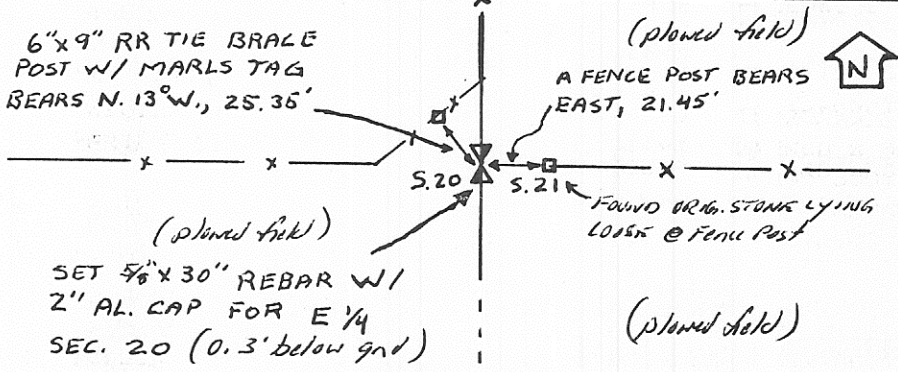 6"x9" RR TIE BRACE
POST W/ MARLS TAG
BEARS N. 13°W., 25.35'
(plowed field)
N
A FENCE POST BEARS
EAST, 21.45'
S.20
S.21
FOUND ORIG. STONE LYING
LOOSE @ Fence Post
(plowed field)
SET 5/8" x 30" REBAR W/
2" AL. CAP FOR E 1/4
SEC. 20 (0.3' below gnd)
(plowed field)